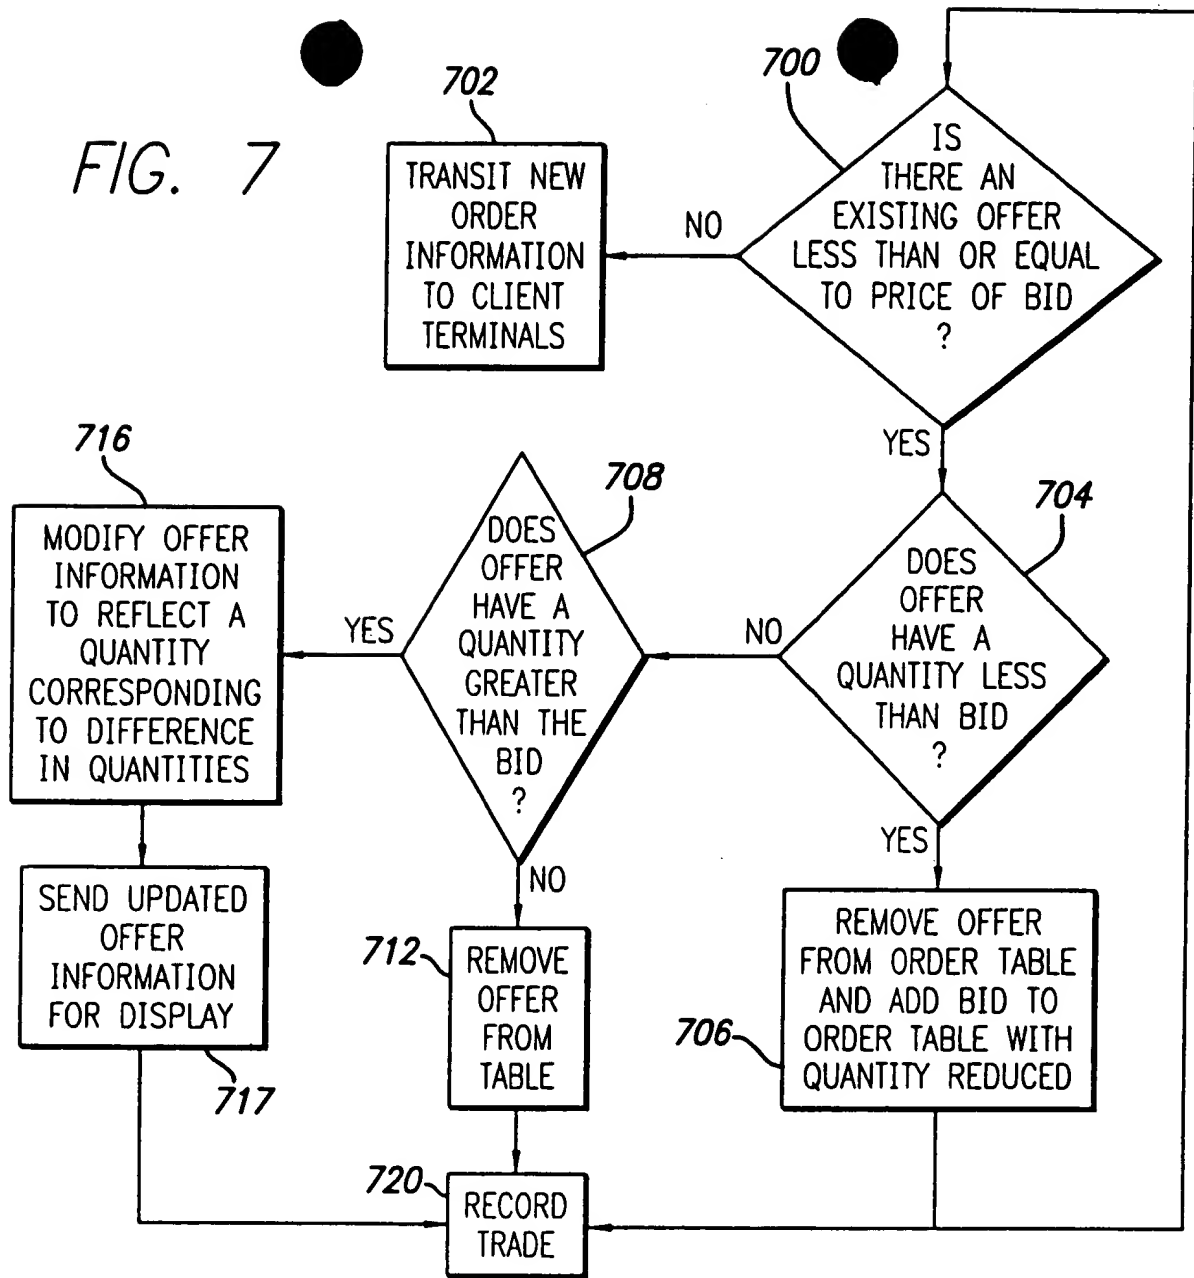 FIG. 7
702
TRANSIT NEW
ORDER
INFORMATION
TO CLIENT
TERMINALS
700
IS
THERE AN
EXISTING OFFER
LESS THAN OR EQUAL
TO PRICE OF BID
?
NO
YES
704
DOES
OFFER
HAVE A
QUANTITY LESS
THAN BID
?
NO
YES
708
DOES
OFFER
HAVE A
QUANTITY
GREATER
THAN THE
BID
?
YES
NO
716
MODIFY OFFER
INFORMATION
TO REFLECT A
QUANTITY
CORRESPONDING
TO DIFFERENCE
IN QUANTITIES
SEND UPDATED
OFFER
INFORMATION
FOR DISPLAY
717
712
REMOVE
OFFER
FROM
TABLE
706
REMOVE OFFER
FROM ORDER TABLE
AND ADD BID TO
ORDER TABLE WITH
QUANTITY REDUCED
720
RECORD
TRADE